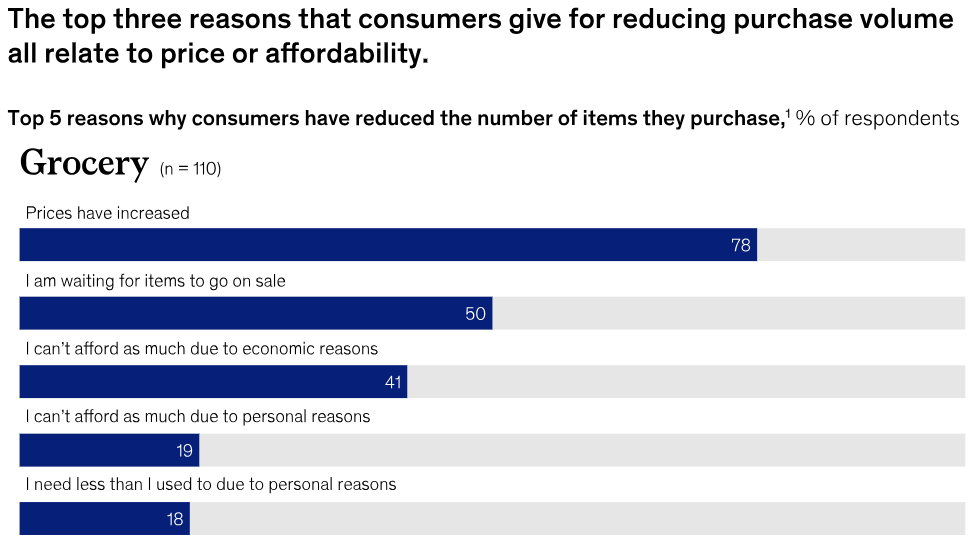 The top three reasons that consumers give for reducing purchase volume
all relate to price or affordability.
Top 5 reasons why consumers have reduced the number of items they purchase,¹ % of respondents
Grocery (n = 110)
Prices have increased
78
I am waiting for items to go on sale
50
I can't afford as much due to economic reasons
41
I can't afford as much due to personal reasons
19
I need less than I used to due to personal reasons
18